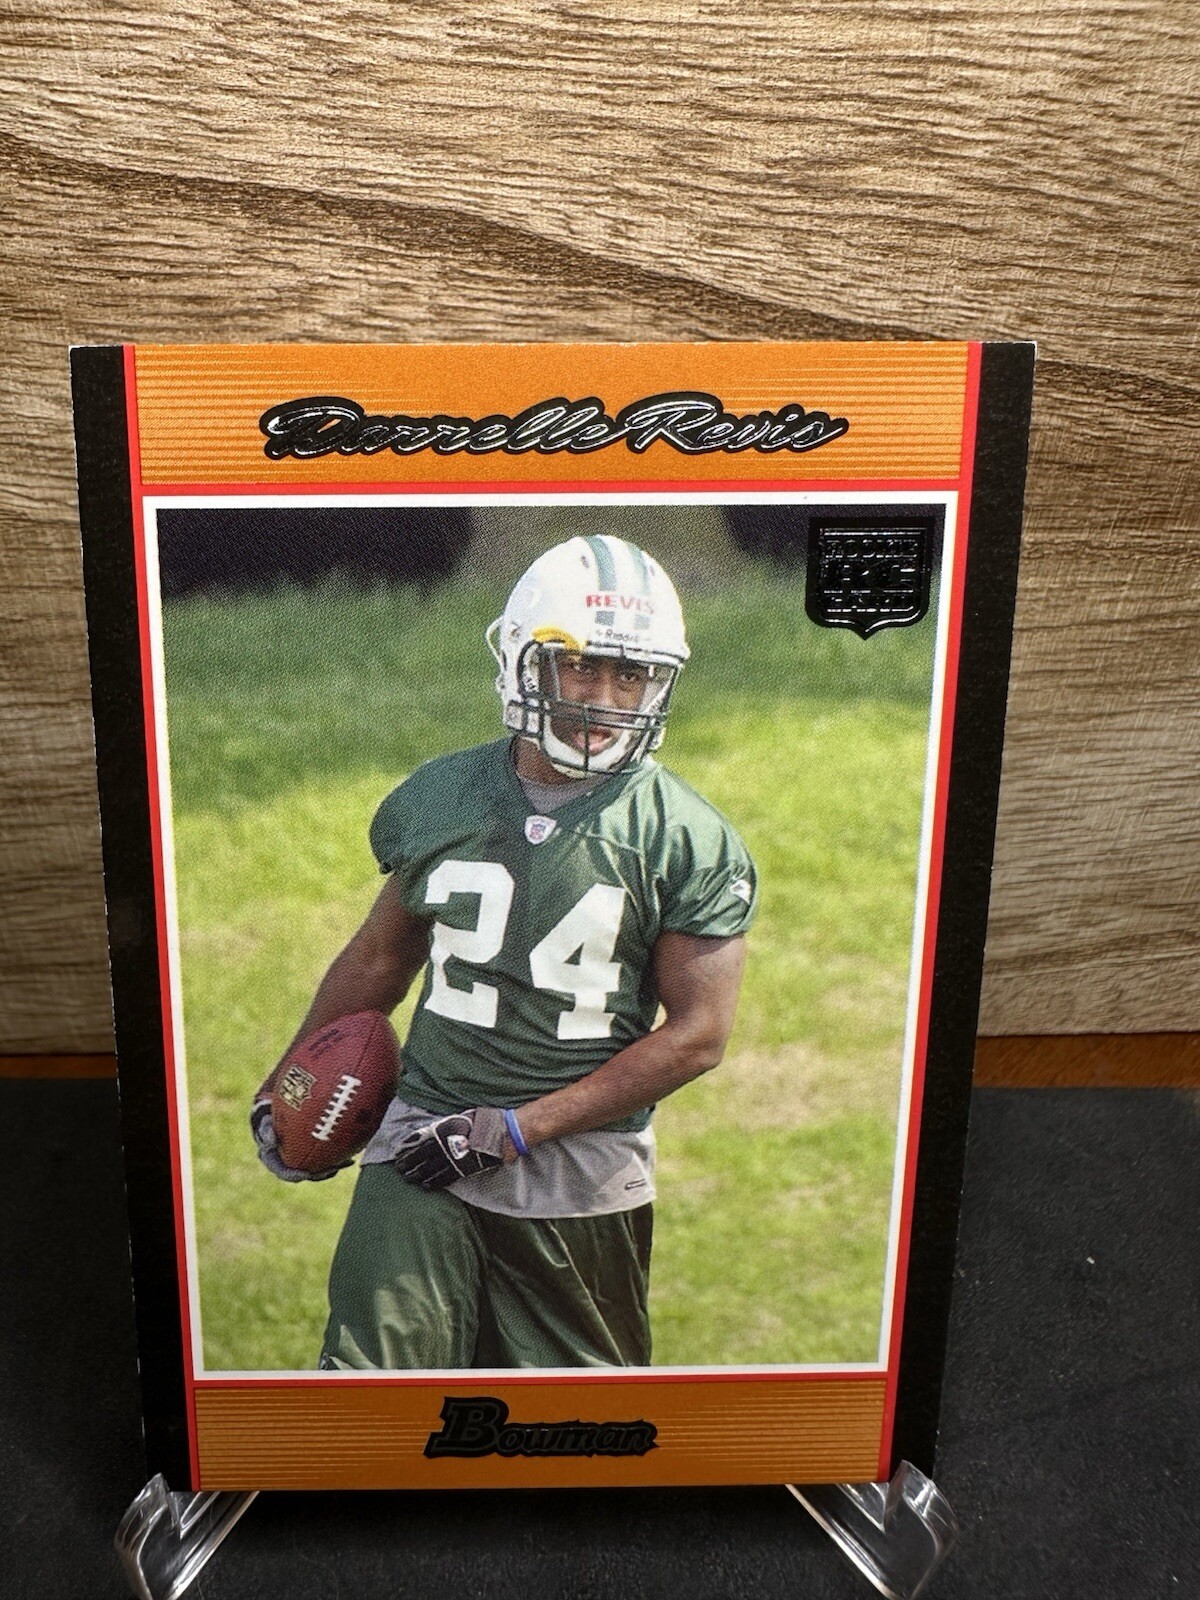 Darrelle Revis
ROOKIE
CARD
REVIS
Riddell
24
Bowman